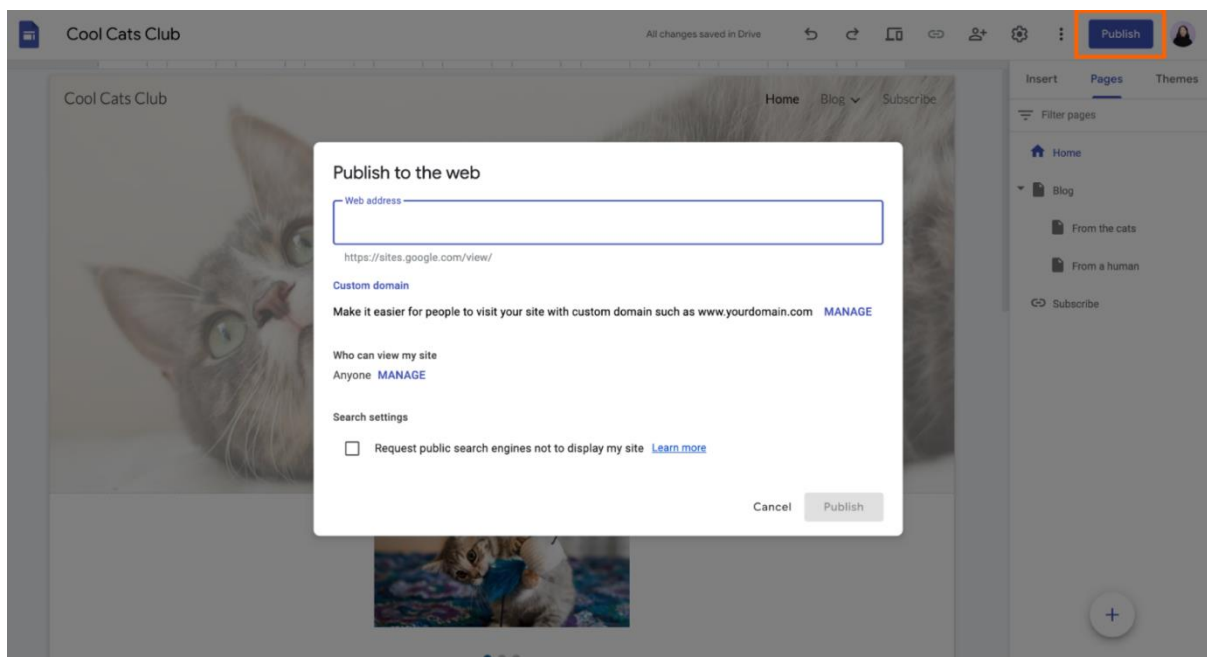 Cool Cats Club
All changes saved in Drive
Publish
Insert Pages Themes
Cool Cats Club
Home Blog Subscribe
Filter pages
Home
Blog
From the cats
From a human
Subscribe
Publish to the web
Web address
https://sites.google.com/view/
Custom domain
Make it easier for people to visit your site with custom domain such as www.yourdomain.com MANAGE
Who can view my site
Anyone MANAGE
Search settings
Request public search engines not to display my site Learn more
Cancel Publish